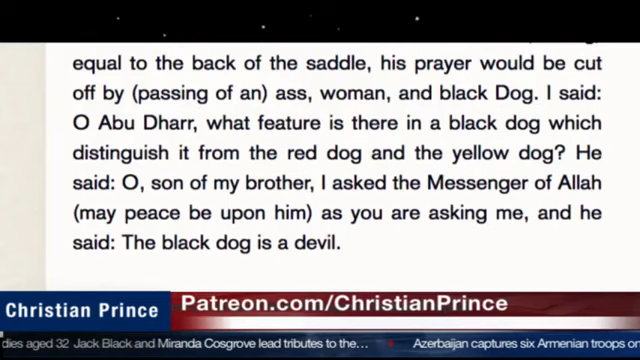 equal to the back of the saddle, his prayer would be cut
off by (passing of an) ass, woman, and black Dog. I said:
O Abu Dharr, what feature is there in a black dog which
distinguish it from the red dog and the yellow dog? He
said: O, son of my brother, I asked the Messenger of Allah
(may peace be upon him) as you are asking me, and he
said: The black dog is a devil.
Christian Prince
Patreon.com/ChristianPrince
dies aged 32 Jack Black and Miranda Cosgrove lead tributes to the... Azerbaijan captures six Armenian troops on